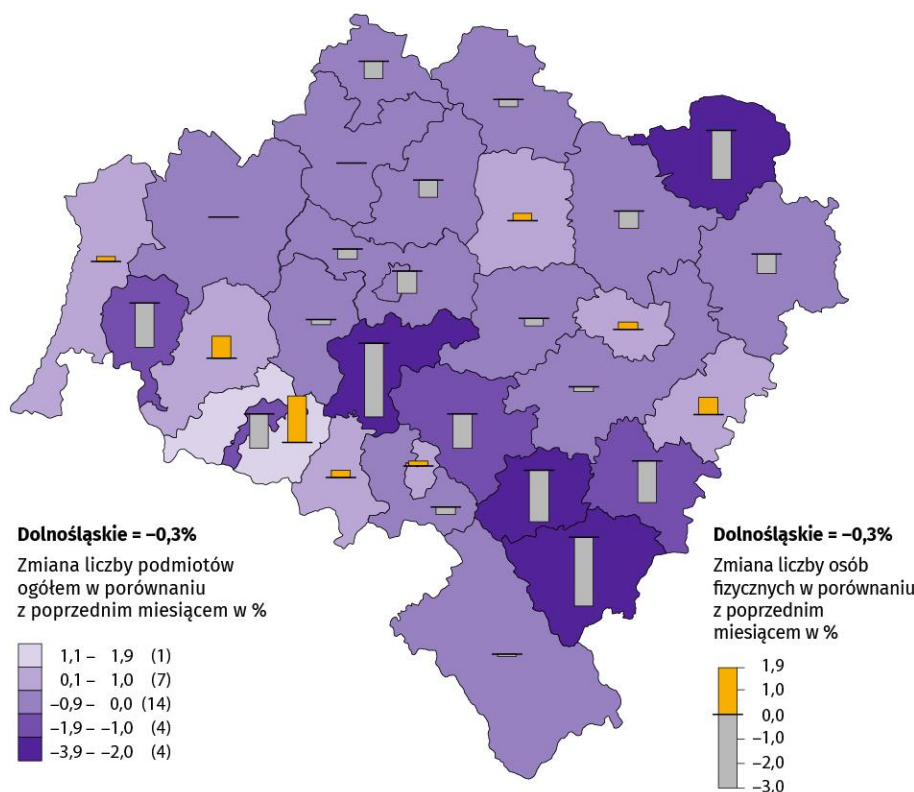 Dolnośląskie = –0,3%
Zmiana liczby podmiotów
ogółem w porównaniu
z poprzednim miesiącem w %
1,1 – 1,9 (1)
0,1 – 1,0 (7)
–0,9 – 0,0 (14)
–1,9 – –1,0 (4)
–3,9 – –2,0 (4)
Dolnośląskie = –0,3%
Zmiana liczby osób
fizycznych w porównaniu
z poprzednim
miesiącem w %
1,9
1,0
0,0
–1,0
–2,0
–3,0